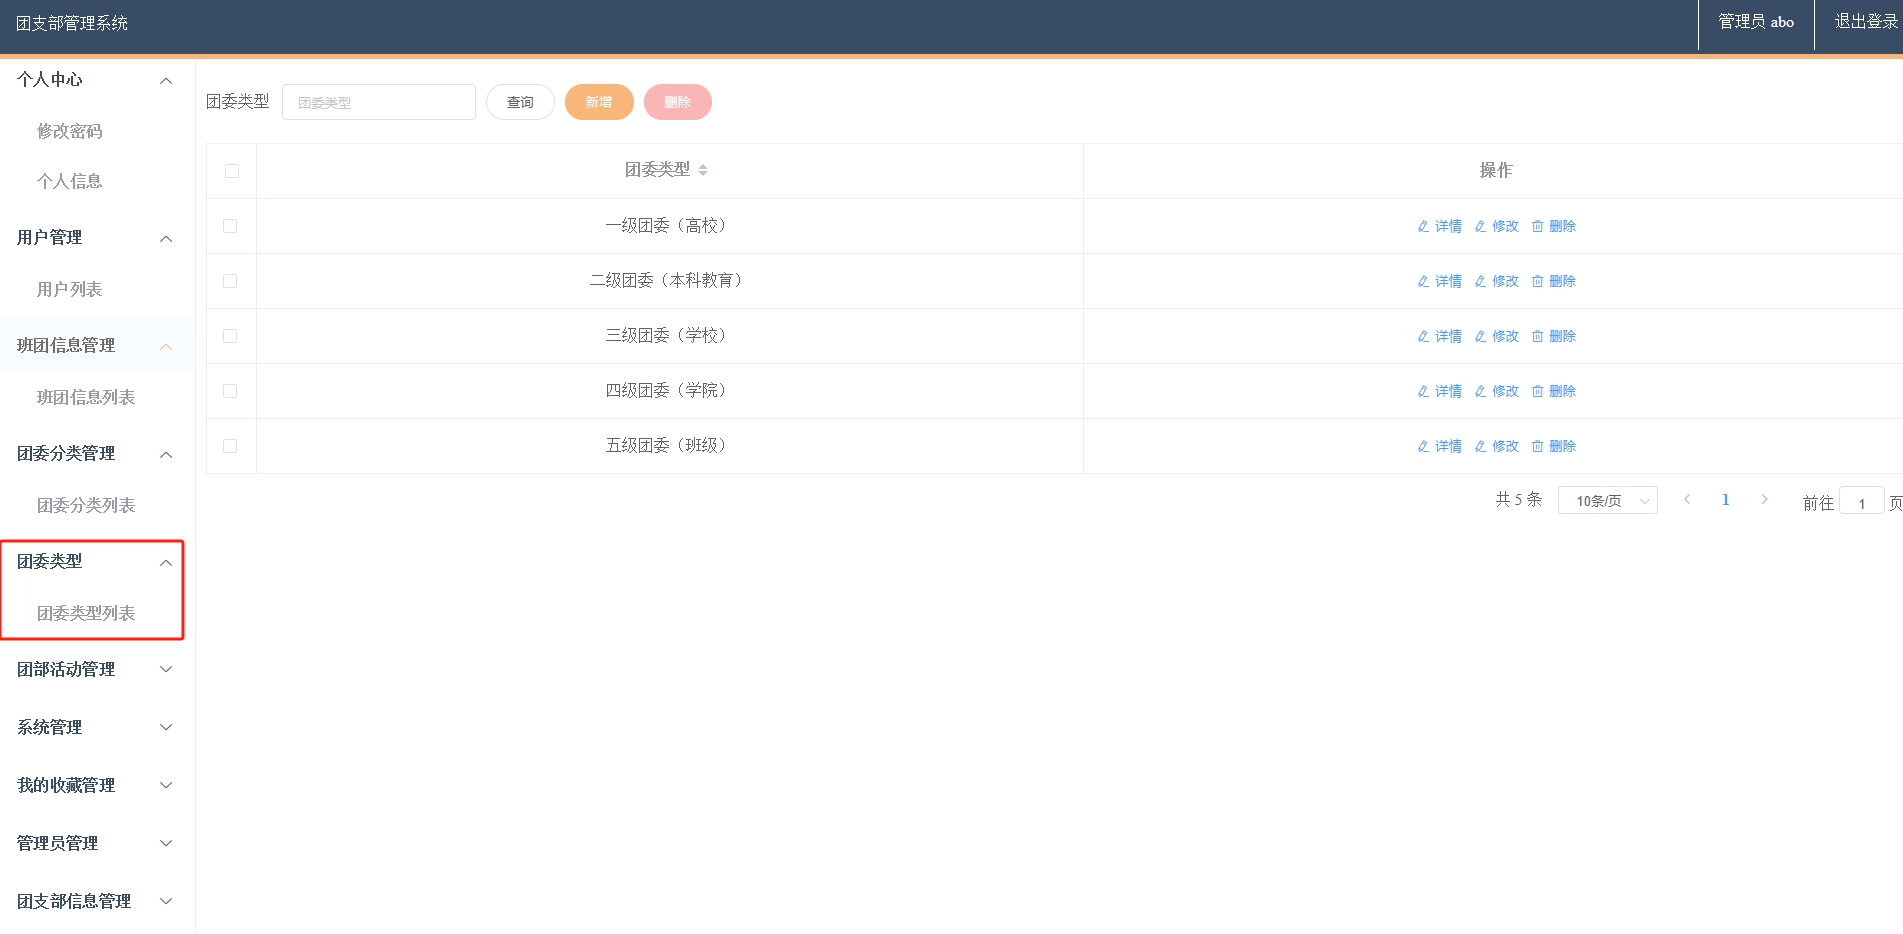 团支部管理系统
管理员 abo
退出登录
个人中心
修改密码
个人信息
用户管理
用户列表
班团信息管理
班团信息列表
团委分类管理
团委分类列表
团委类型
团委类型列表
团部活动管理
系统管理
我的收藏管理
管理员管理
团支部信息管理
团委类型 团委类型 查询 新增 删除
团委类型 操作
一级团委（高校） 详情 修改 删除
二级团委（本科教育） 详情 修改 删除
三级团委（学校） 详情 修改 删除
四级团委（学院） 详情 修改 删除
五级团委（班级） 详情 修改 删除
共 5 条 10条/页 1 前往 1 页